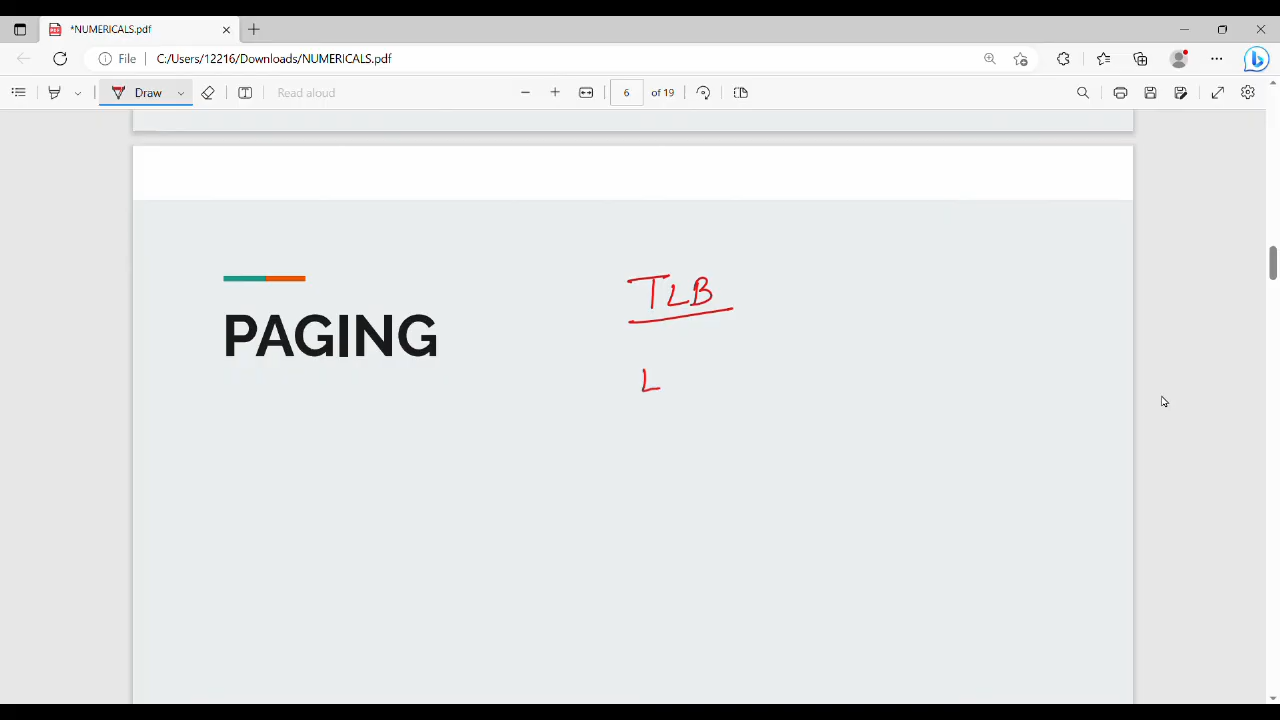 *NUMERICALS.pdf
File C:/Users/12216/Downloads/NUMERICALS.pdf
Draw Read aloud 6 of 19
TLB
PAGING
L